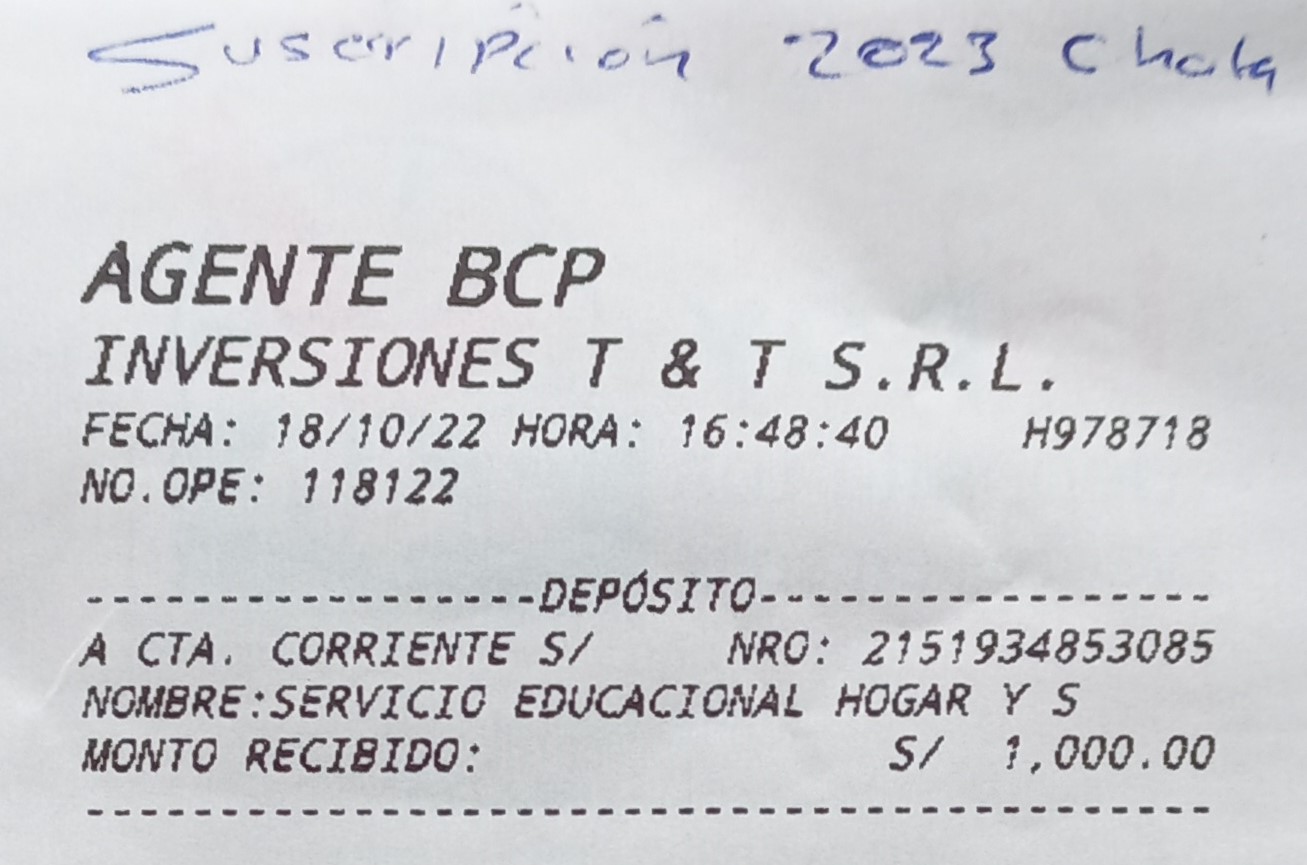 Suscripción 2023 Chota
AGENTE BCP
INVERSIONES T & T S.R.L.
FECHA: 18/10/22 HORA: 16:48:40 H978718
NO.OPE: 118122
-----------------DEPÓSITO-----------------
A CTA. CORRIENTE S/ NRO: 2151934853085
NOMBRE:SERVICIO EDUCACIONAL HOGAR Y S
MONTO RECIBIDO: S/ 1,000.00
------------------------------------------